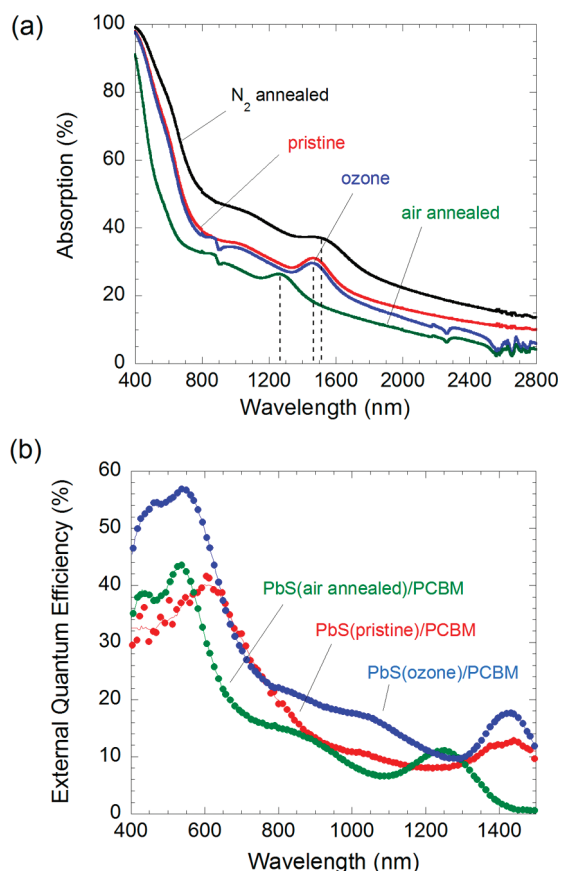 (a)
100
80
60
40
20
0
Absorption (%)
N2 annealed
pristine
ozone
air annealed
400 800 1200 1600 2000 2400 2800
Wavelength (nm)
(b)
60
50
40
30
20
10
0
External Quantum Efficiency (%)
PbS(air annealed)/PCBM
PbS(pristine)/PCBM
PbS(ozone)/PCBM
400 600 800 1000 1200 1400
Wavelength (nm)